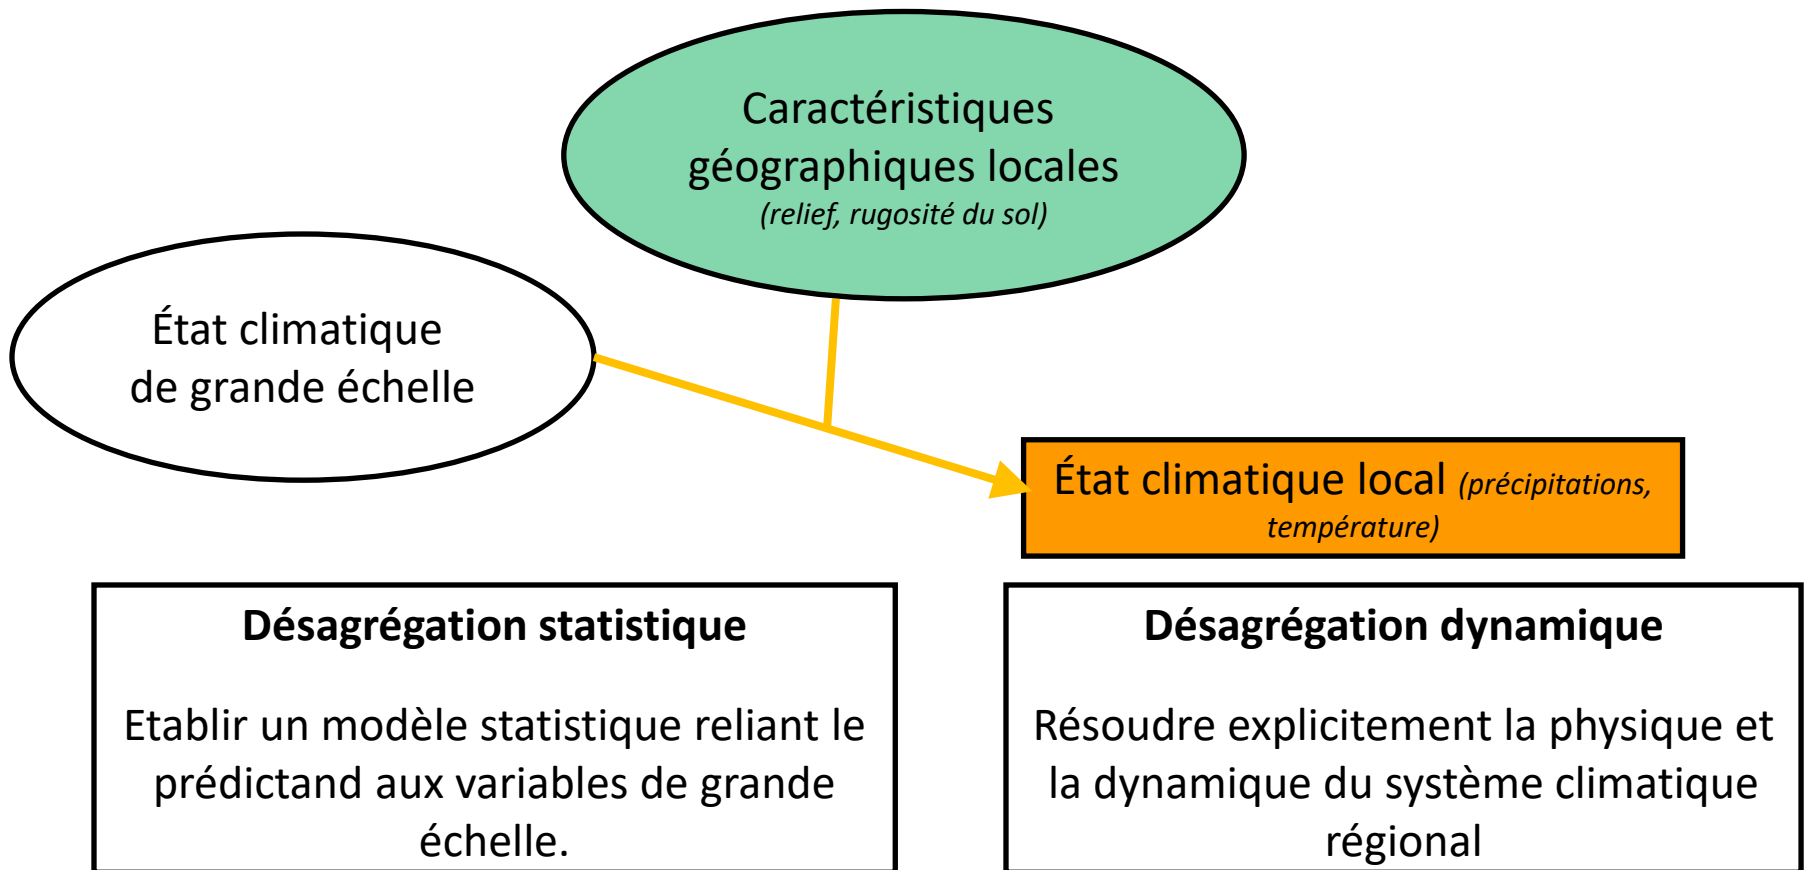 Caractéristiques
géographiques locales
(relief, rugosité du sol)
État climatique
de grande échelle
État climatique local (précipitations,
température)
Désagrégation statistique
Etablir un modèle statistique reliant le
prédictand aux variables de grande
échelle.
Désagrégation dynamique
Résoudre explicitement la physique et
la dynamique du système climatique
régional